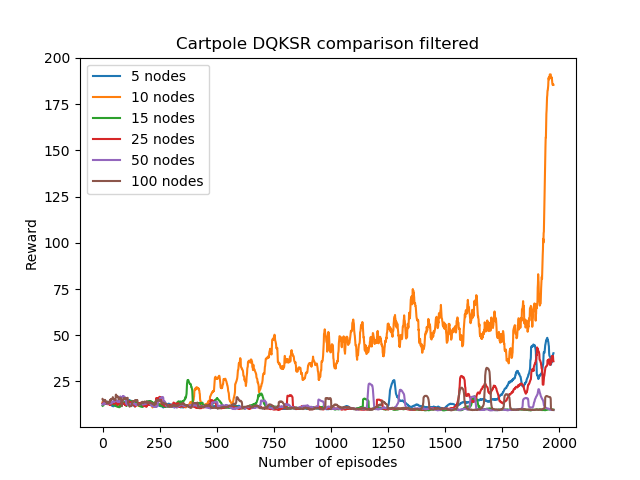 Cartpole DQKSR comparison filtered
200
175
150
125
100
75
50
25
Reward
5 nodes
10 nodes
15 nodes
25 nodes
50 nodes
100 nodes
0 250 500 750 1000 1250 1500 1750 2000
Number of episodes